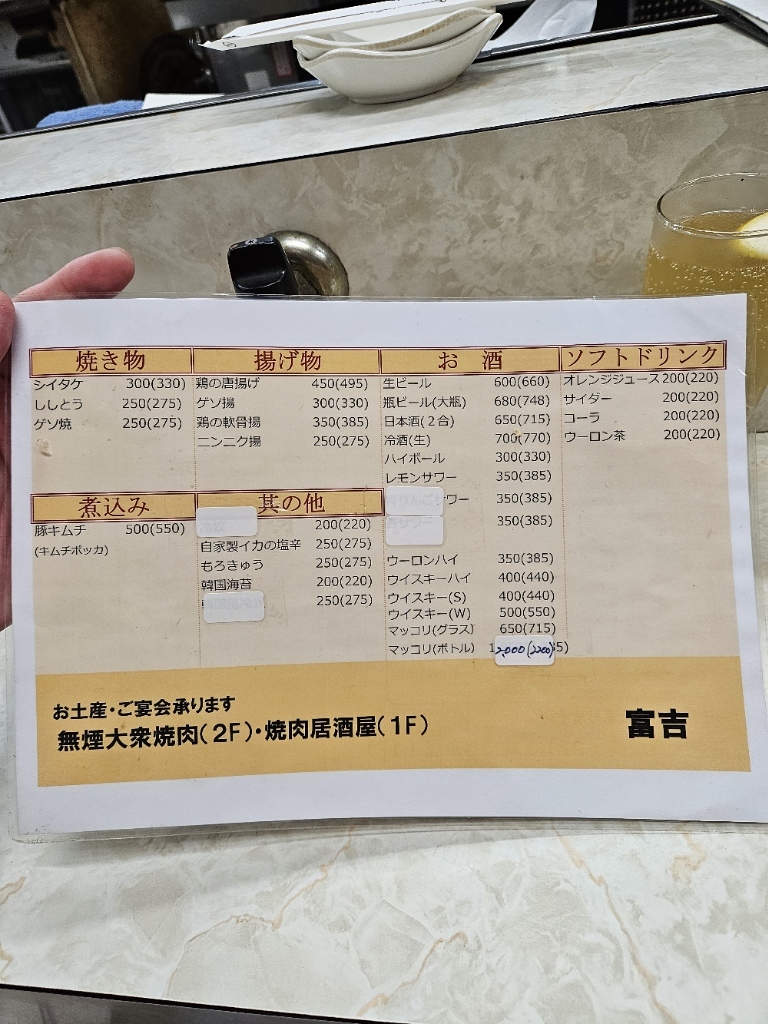 焼き物
シイタケ 300(330)
ししとう 250(275)
ゲソ焼 250(275)
揚げ物
鶏の唐揚げ 450(495)
ゲソ揚 300(330)
鶏の軟骨揚 350(385)
ニンニク揚 250(275)
お 酒
生ビール 600(660)
瓶ビール(大瓶) 680(748)
日本酒(2合) 650(715)
冷酒(生) 700(770)
ハイボール 300(330)
レモンサワー 350(385)
サワー 350(385)
350(385)
ウーロンハイ 350(385)
ウイスキーハイ 400(440)
ウイスキー(S) 400(440)
ウイスキー(W) 500(550)
マッコリ(グラス) 650(715)
マッコリ(ボトル) 2,000(2200)
ソフトドリンク
オレンジジュース 200(220)
サイダー 200(220)
コーラ 200(220)
ウーロン茶 200(220)
煮込み
豚キムチ 500(550)
(キムチポッカ)
其の他
200(220)
自家製イカの塩辛 250(275)
もろきゅう 250(275)
韓国海苔 200(220)
250(275)
お土産・ご宴会承ります
無煙大衆焼肉(2F)・焼肉居酒屋(1F)
富吉